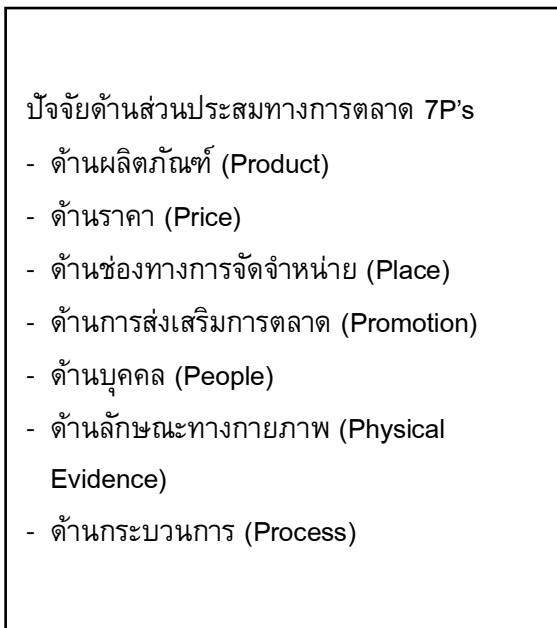 ปัจจัยด้านส่วนประสมทางการตลาด 7P's
- ด้านผลิตภัณฑ์ (Product)
- ด้านราคา (Price)
- ด้านช่องทางการจัดจำหน่าย (Place)
- ด้านการส่งเสริมการตลาด (Promotion)
- ด้านบุคคล (People)
- ด้านลักษณะทางกายภาพ (Physical
Evidence)
- ด้านกระบวนการ (Process)